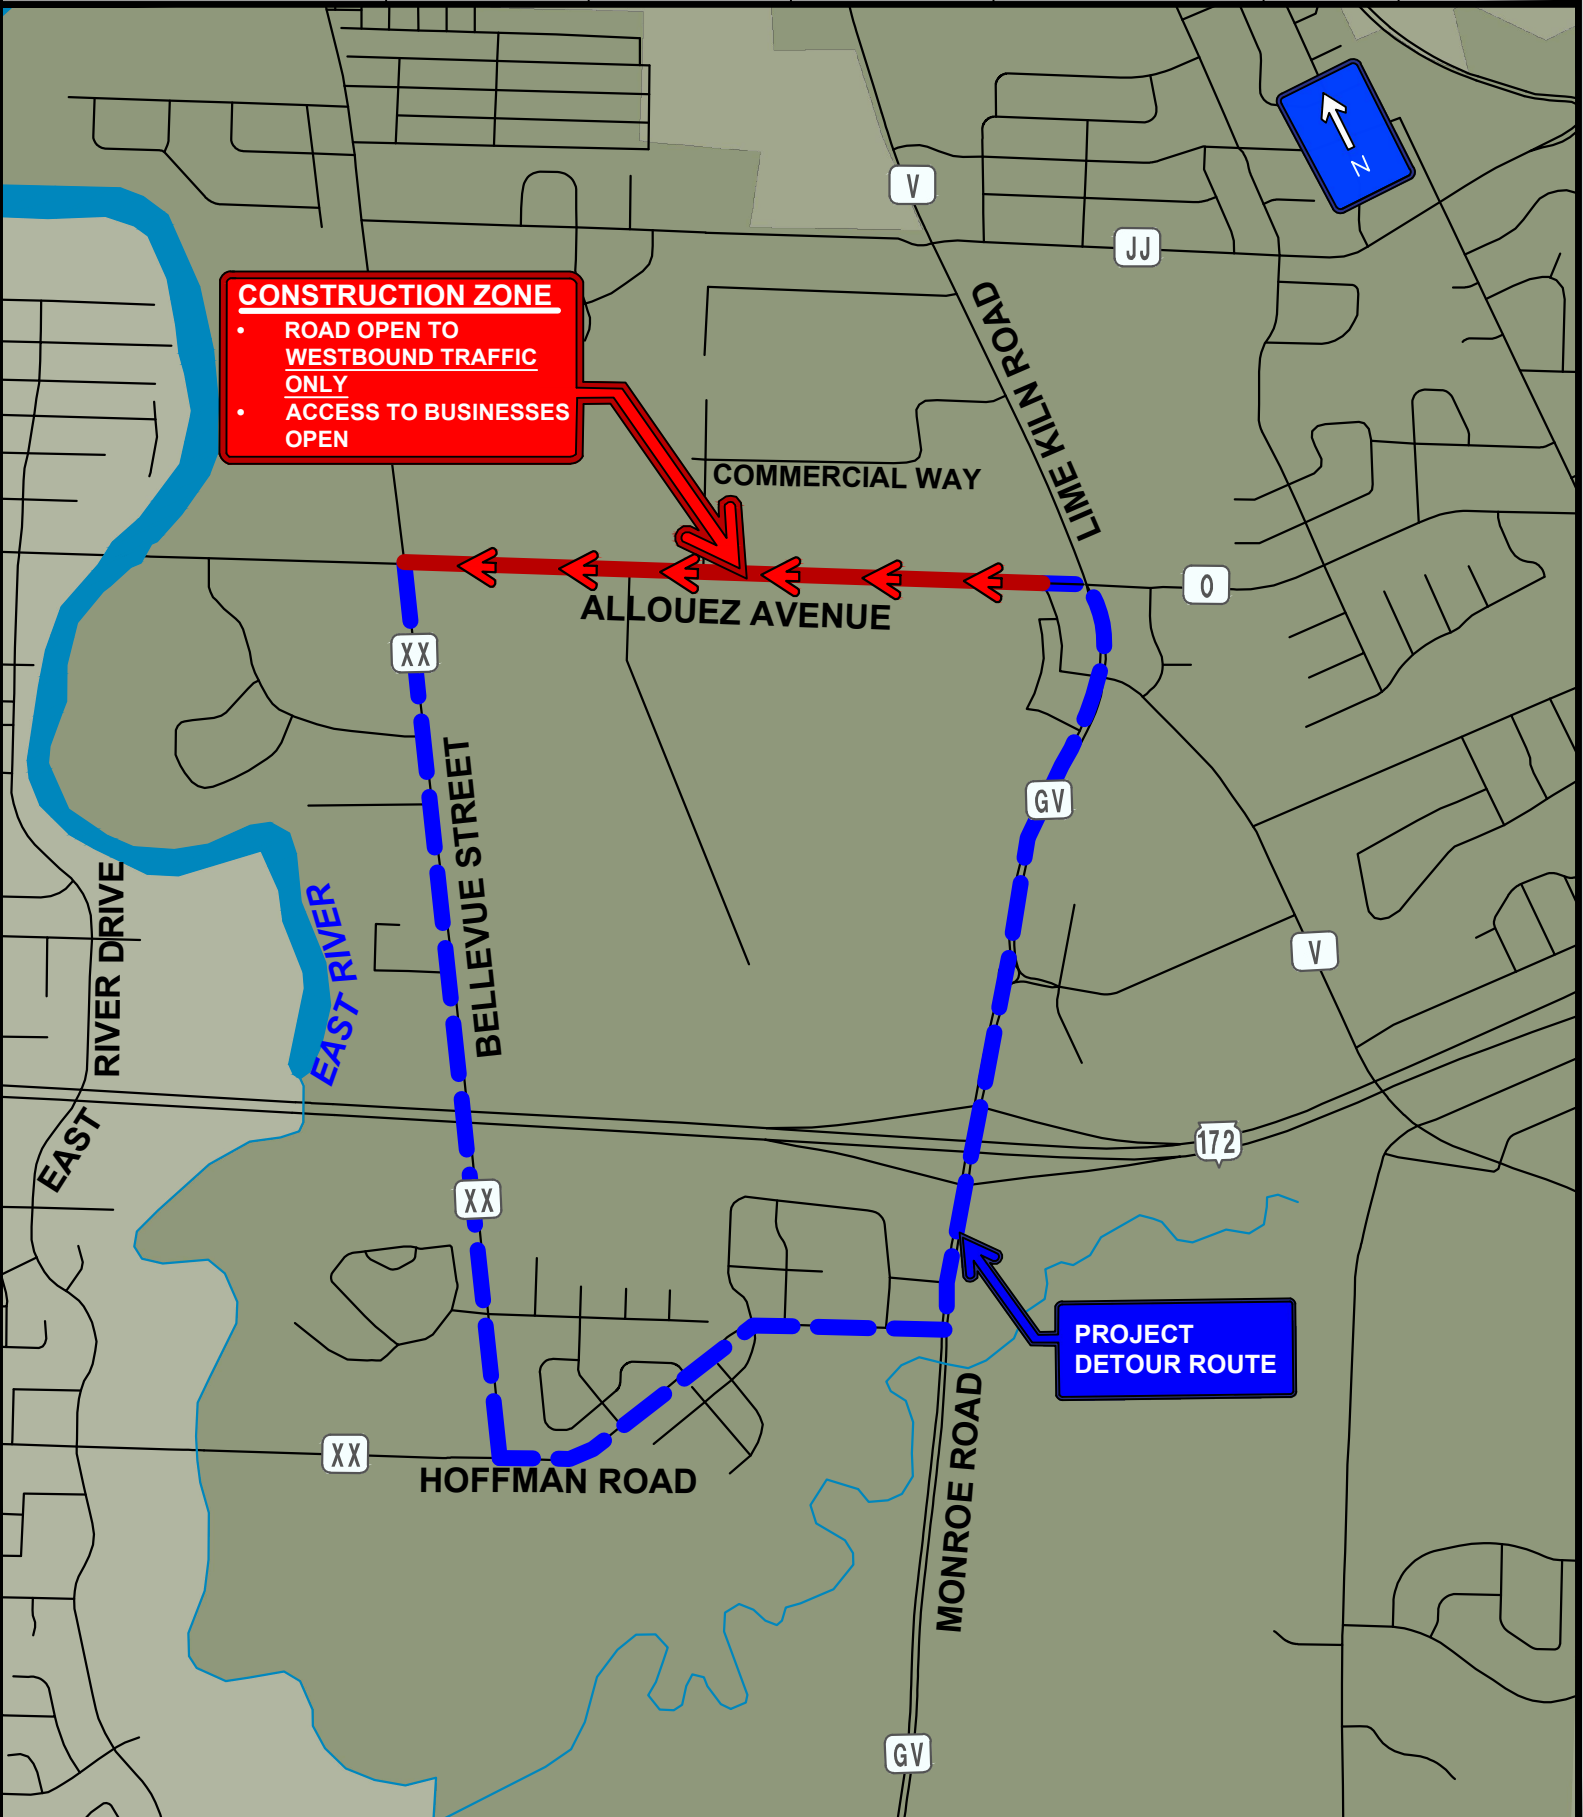 N
V
JJ
CONSTRUCTION ZONE
• ROAD OPEN TO
WESTBOUND TRAFFIC
ONLY
• ACCESS TO BUSINESSES
OPEN
LIME KILN ROAD
COMMERCIAL WAY
ALLOUEZ AVENUE
O
XX
GV
BELLEVUE STREET
RIVER DRIVE
EAST RIVER
V
EAST
172
XX
PROJECT
DETOUR ROUTE
XX
HOFFMAN ROAD
MONROE ROAD
GV